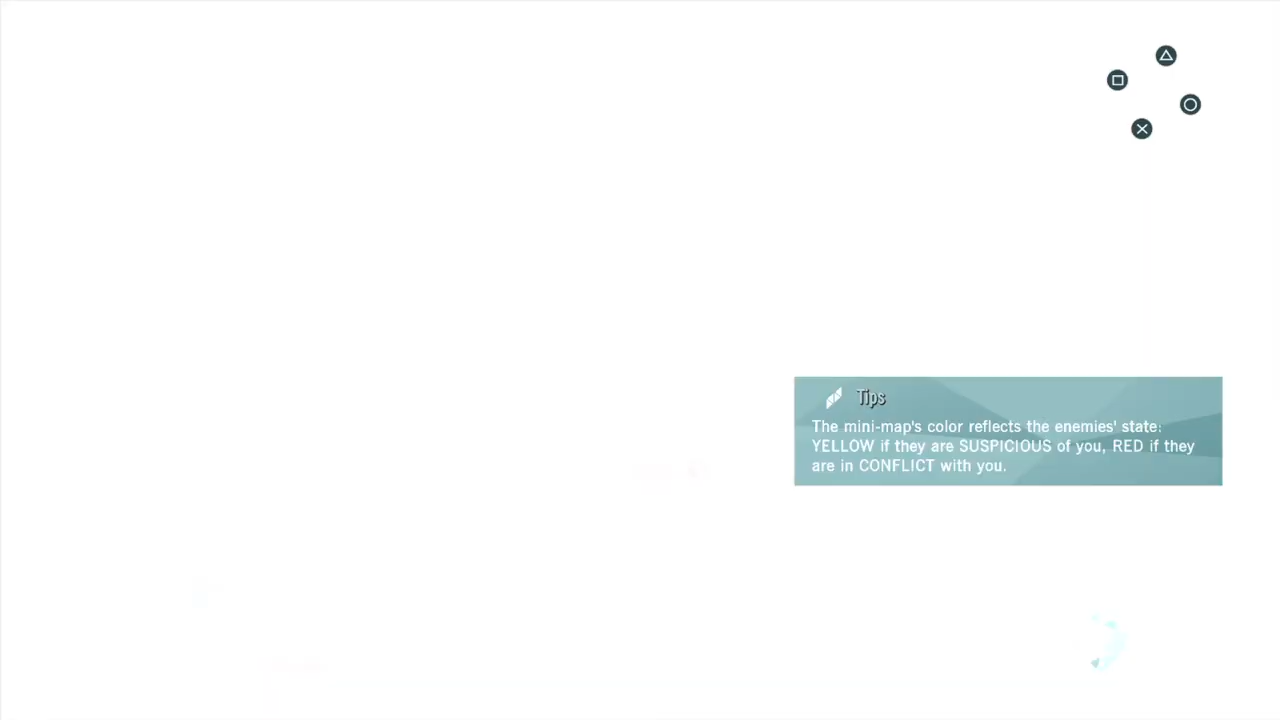 Tips
The mini-map's color reflects the enemies' state:
YELLOW if they are SUSPICIOUS of you, RED if they
are in CONFLICT with you.